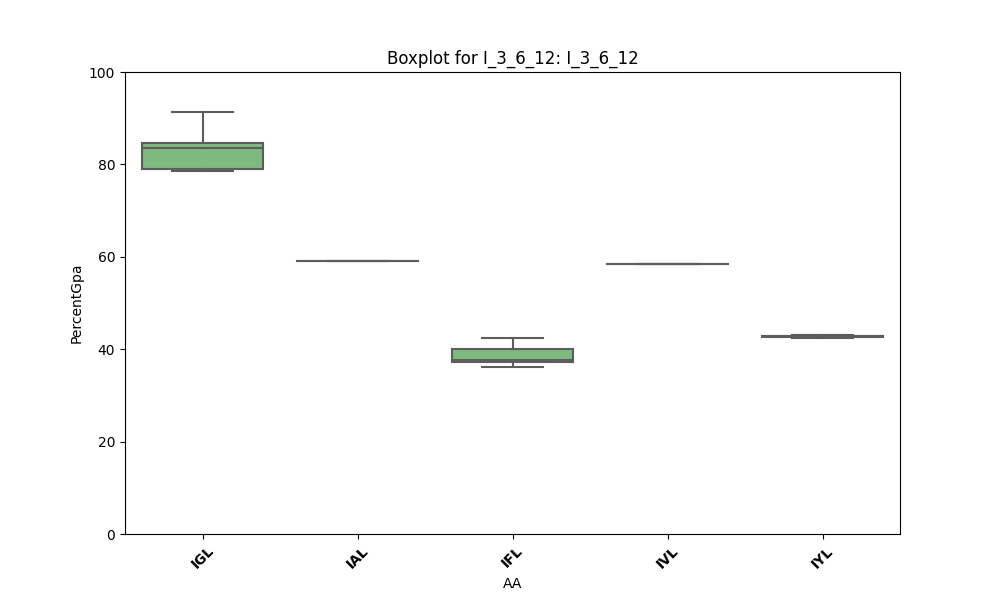 Boxplot for I_3_6_12: I_3_6_12
100
80
60
40
20
0
PercentGpa
IGL
IAL
IFL
IVL
IYL
AA